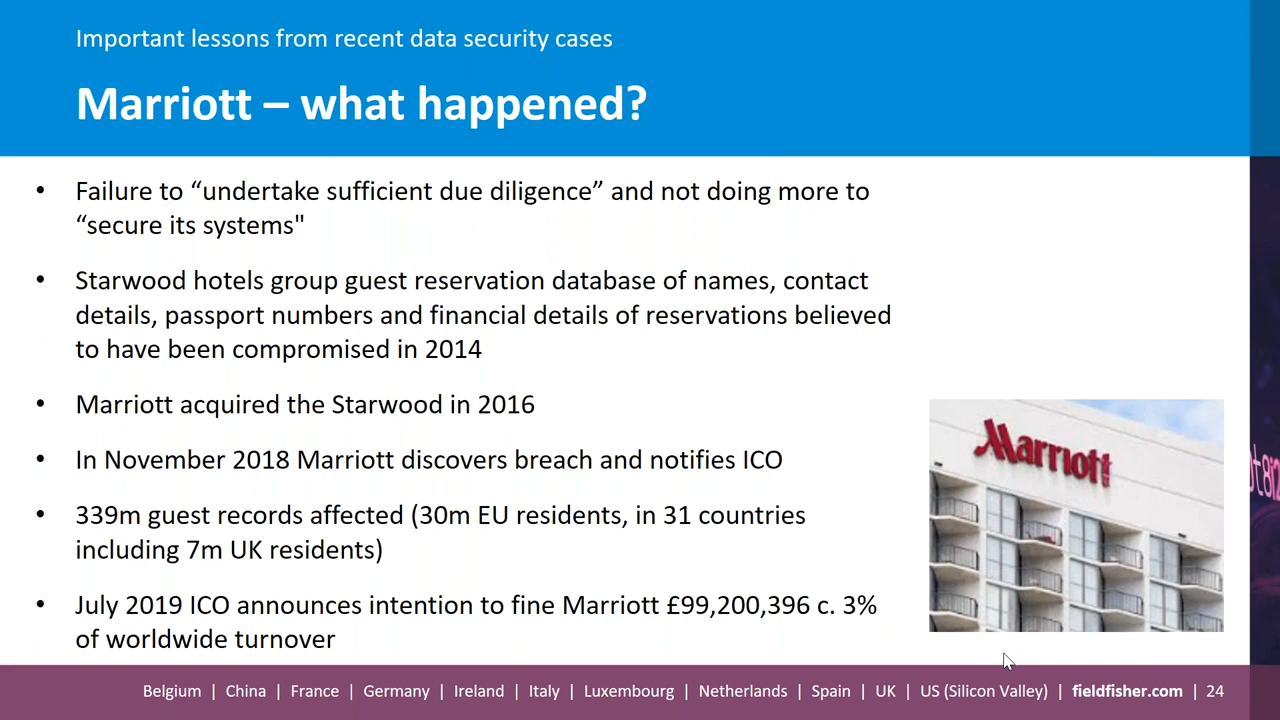 Important lessons from recent data security cases
Marriott – what happened?
• Failure to “undertake sufficient due diligence” and not doing more to
“secure its systems"
• Starwood hotels group guest reservation database of names, contact
details, passport numbers and financial details of reservations believed
to have been compromised in 2014
• Marriott acquired the Starwood in 2016
• In November 2018 Marriott discovers breach and notifies ICO
• 339m guest records affected (30m EU residents, in 31 countries
including 7m UK residents)
• July 2019 ICO announces intention to fine Marriott £99,200,396 c. 3%
of worldwide turnover
Marriott
Belgium | China | France | Germany | Ireland | Italy | Luxembourg | Netherlands | Spain | UK | US (Silicon Valley) | fieldfisher.com | 24